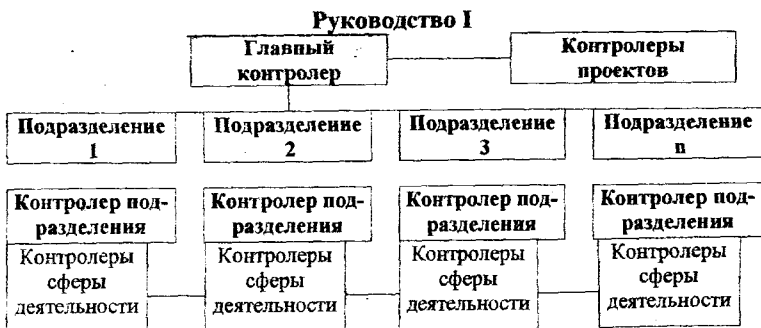 Руководство I
Главный
контролер
Контролеры
проектов
Подразделение
1
Подразделение
2
Подразделение
3
Подразделение
n
Контролер под-
разделения
Контролер под-
разделения
Контролер под-
разделения
Контролер под-
разделения
Контролеры
сферы
деятельности
Контролеры
сферы
деятельности
Контролеры
сферы
деятельности
Контролеры
сферы
деятельности